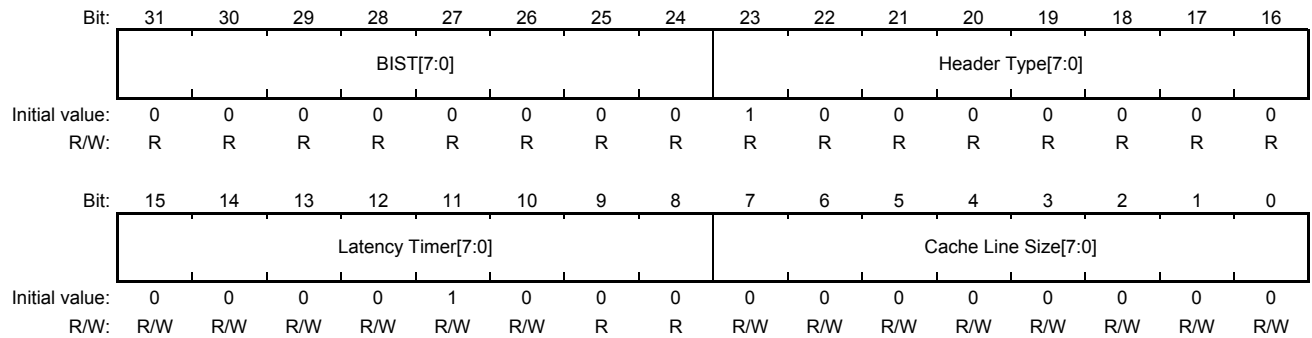 Bit: 31 30 29 28 27 26 25 24 23 22 21 20 19 18 17 16
BIST[7:0] Header Type[7:0]
Initial value: 0 0 0 0 0 0 0 0 1 0 0 0 0 0 0 0
R/W: R R R R R R R R R R R R R R R R
Bit: 15 14 13 12 11 10 9 8 7 6 5 4 3 2 1 0
Latency Timer[7:0] Cache Line Size[7:0]
Initial value: 0 0 0 0 1 0 0 0 0 0 0 0 0 0 0 0
R/W: R/W R/W R/W R/W R/W R/W R R R/W R/W R/W R/W R/W R/W R/W R/W